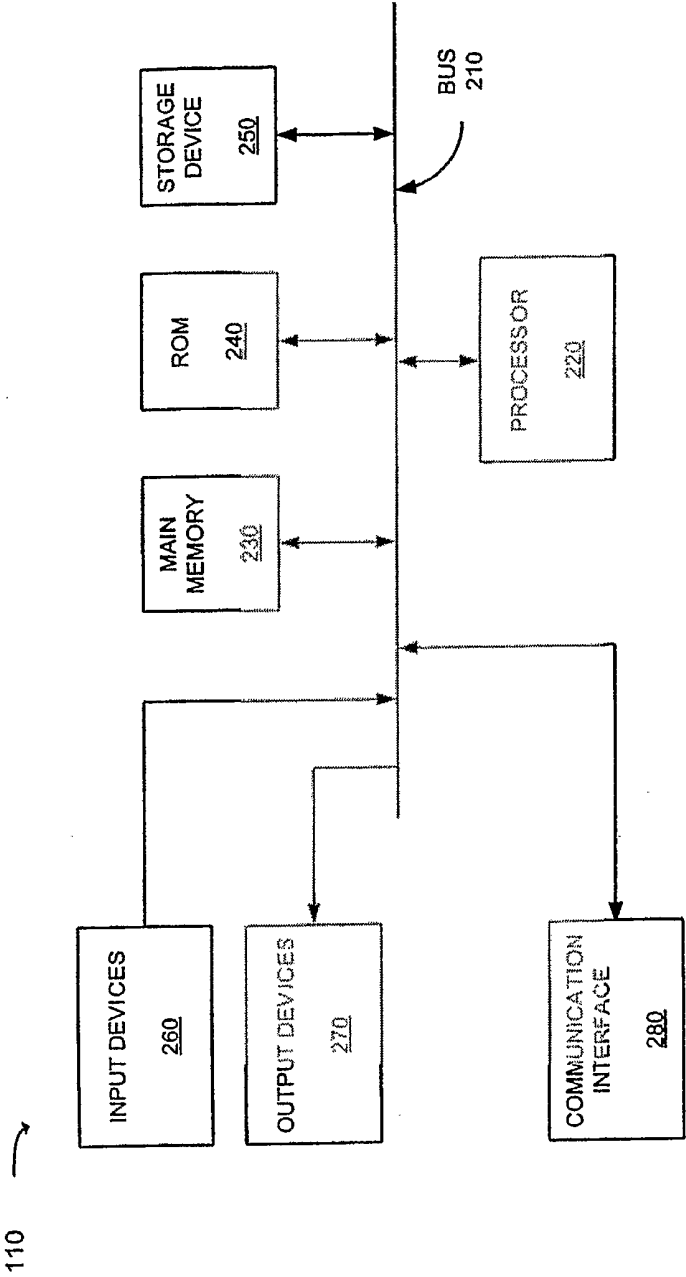 110
INPUT DEVICES
260
OUTPUT DEVICES
270
COMMUNICATION
INTERFACE
280
MAIN
MEMORY
230
ROM
240
STORAGE
DEVICE
250
PROCESSOR
220
BUS
210